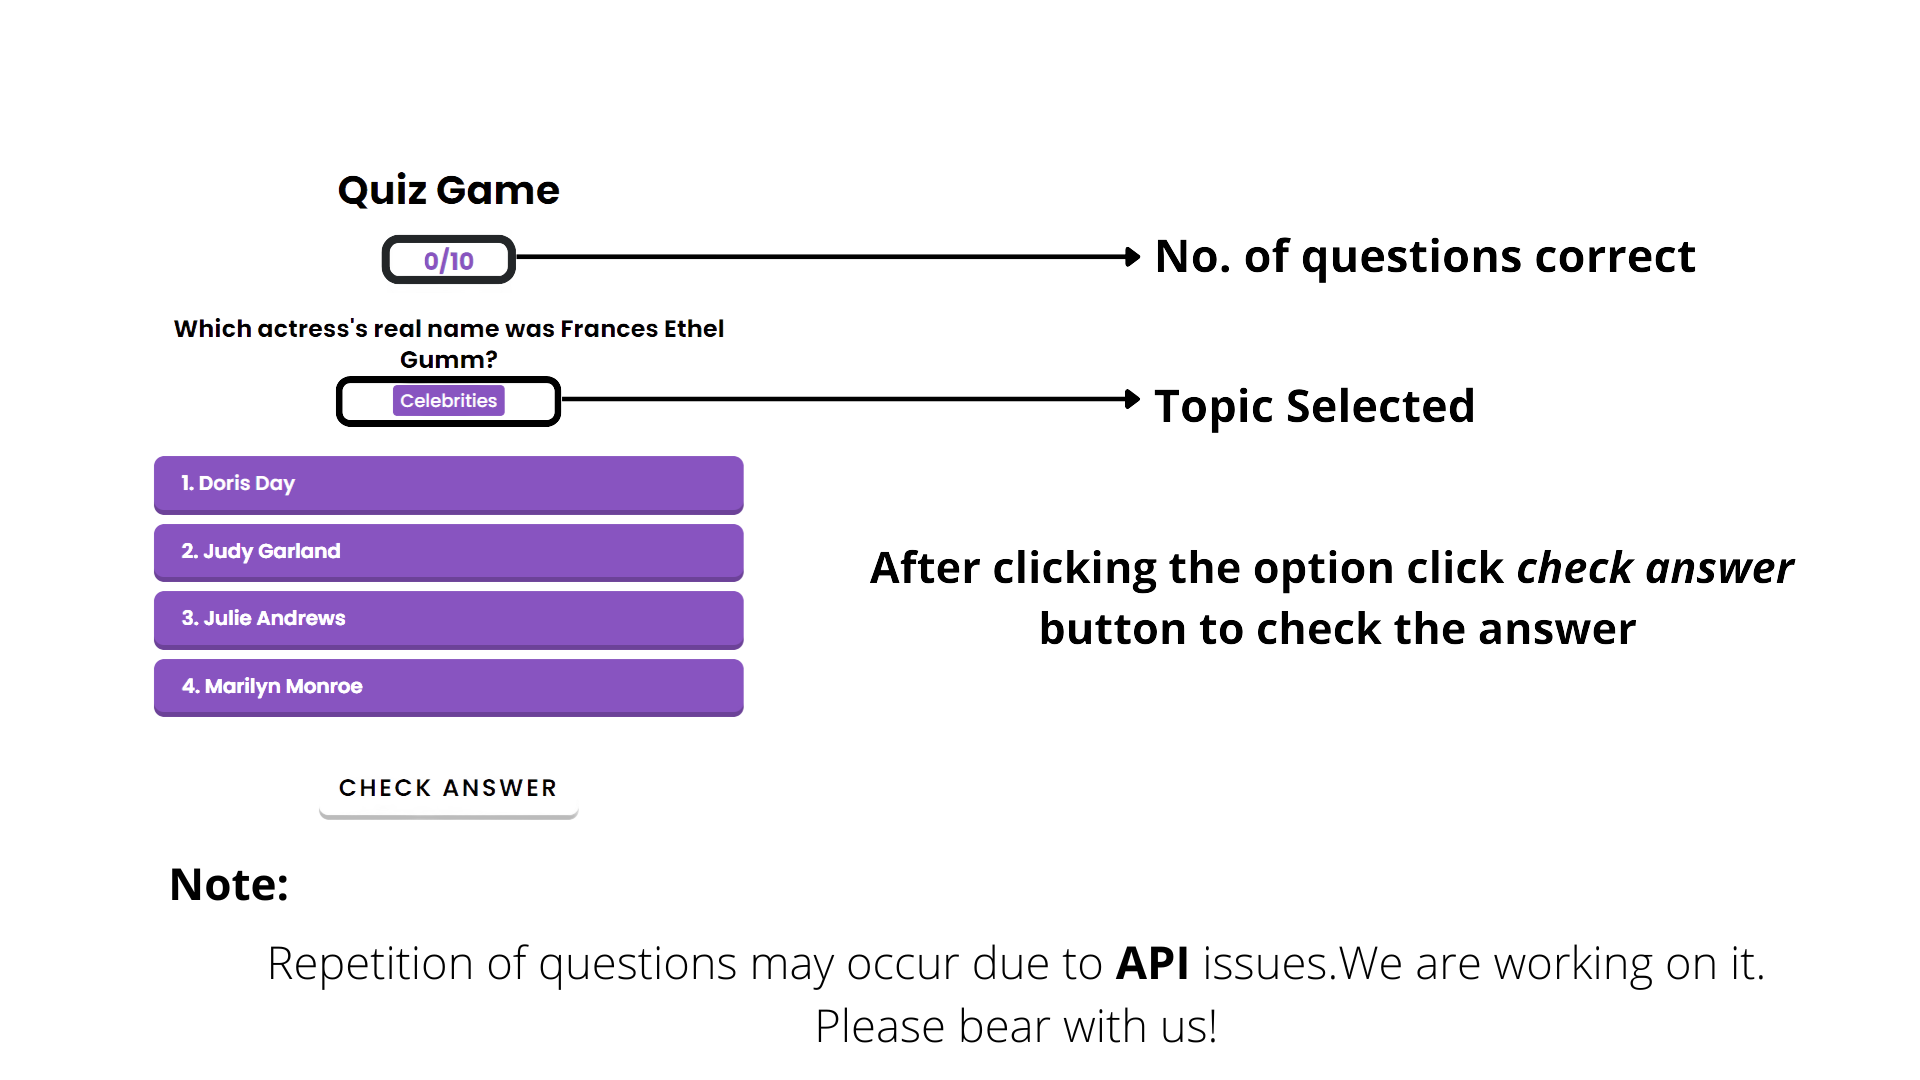 Quiz Game
0/10
No. of questions correct
Which actress's real name was Frances Ethel
Gumm?
Celebrities
Topic Selected
1. Doris Day
2. Judy Garland
3. Julie Andrews
4. Marilyn Monroe
After clicking the option click check answer
button to check the answer
CHECK ANSWER
Note:
Repetition of questions may occur due to API issues.We are working on it.
Please bear with us!